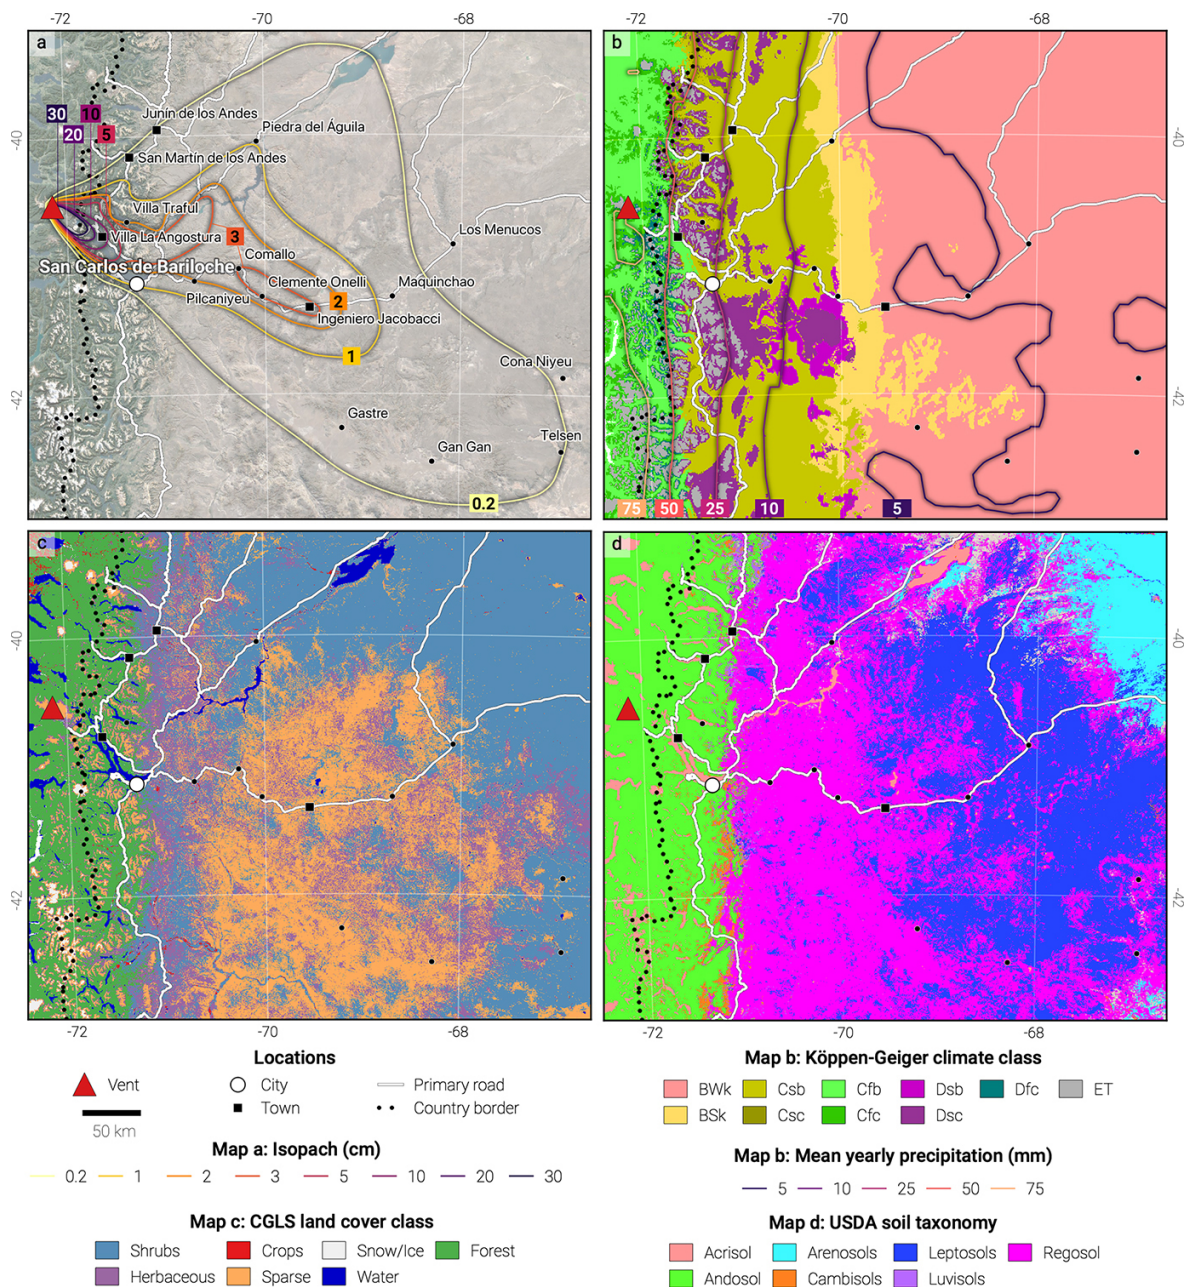 -72 -70 -68 -72 -70 -68
a
b
30 10
20 5
Junín de los Andes
Piedra del Águila
San Martín de los Andes
-40
-40
Villa Traful
Villa La Angostura
3
Los Menucos
Comallo
San Carlos de Bariloche
Clemente Onelli
Maquinchao
Pilcaniyeu
2
Ingeniero Jacobacci
1
Cona Niyeu
-42
-42
Gastre
Telsen
Gan Gan
0.2
75 50 25 10 5
c
d
-40
-40
-42
-42
-72 -70 -68 -72 -70 -68
Locations
Vent
City
Primary road
Town
Country border
50 km
Map a: Isopach (cm)
0.2 1 2 3 5 10 20 30
Map c: CGLS land cover class
Shrubs Crops Snow/Ice Forest
Herbaceous Sparse Water
Map b: Köppen-Geiger climate class
BWk Csb Cfb Dsb Dfc ET
BSk Csc Cfc Dsc
Map b: Mean yearly precipitation (mm)
5 10 25 50 75
Map d: USDA soil taxonomy
Acrisol Arenosols Leptosols Regosol
Andosol Cambisols Luvisols